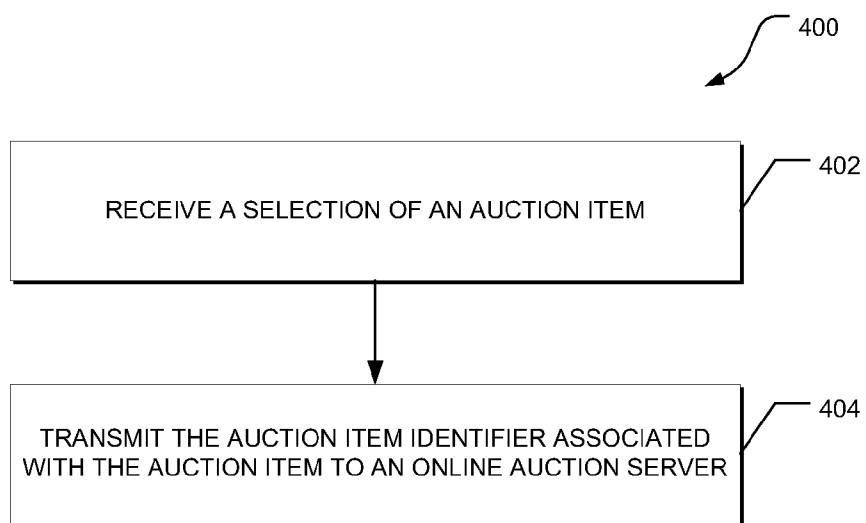 400
402
RECEIVE A SELECTION OF AN AUCTION ITEM
404
TRANSMIT THE AUCTION ITEM IDENTIFIER ASSOCIATED
WITH THE AUCTION ITEM TO AN ONLINE AUCTION SERVER